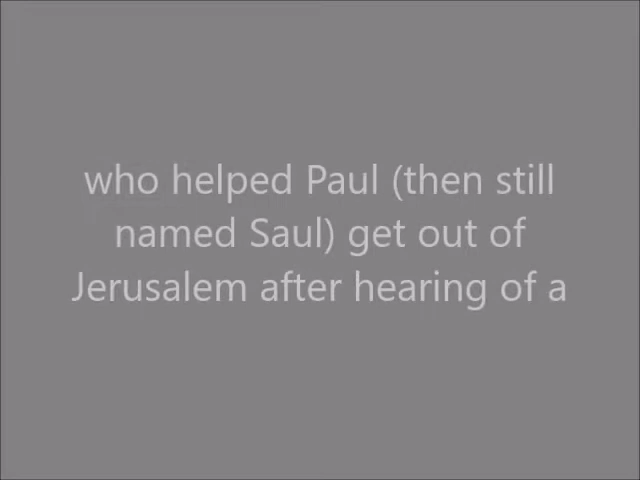 who helped Paul (then still
named Saul) get out of
Jerusalem after hearing of a